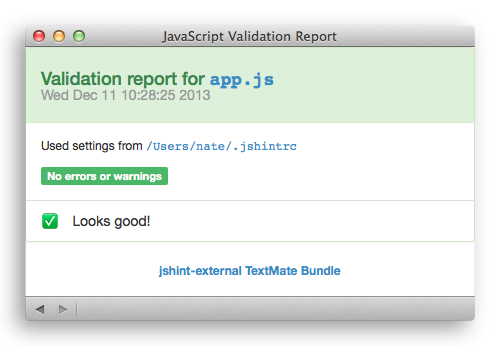 JavaScript Validation Report
Validation report for app.js
Wed Dec 11 10:28:25 2013
Used settings from /Users/nate/.jshintrc
No errors or warnings
Looks good!
jshint-external TextMate Bundle